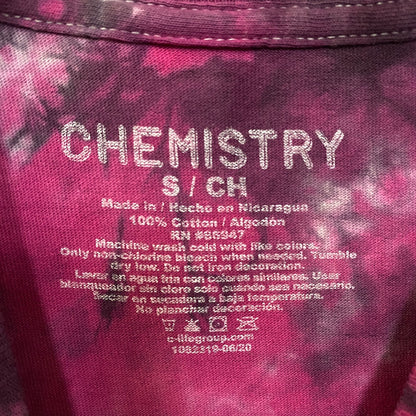 CHEMISTRY
S / CH
Made in / Hecho en Nicaragua
100% Cotton / Algodón
RN #86947
Machine wash cold with like colors.
Only non-chlorine bleach when needed. Tumble
dry low. Do not iron decoration.
Lavar en agua fria con colores similares. Usar
blanqueador sin cloro solo cuando sea necesario.
Secar en secadora a baja temperatura.
No planchar decoración.
c-lifegroup.com
1082319-06/20